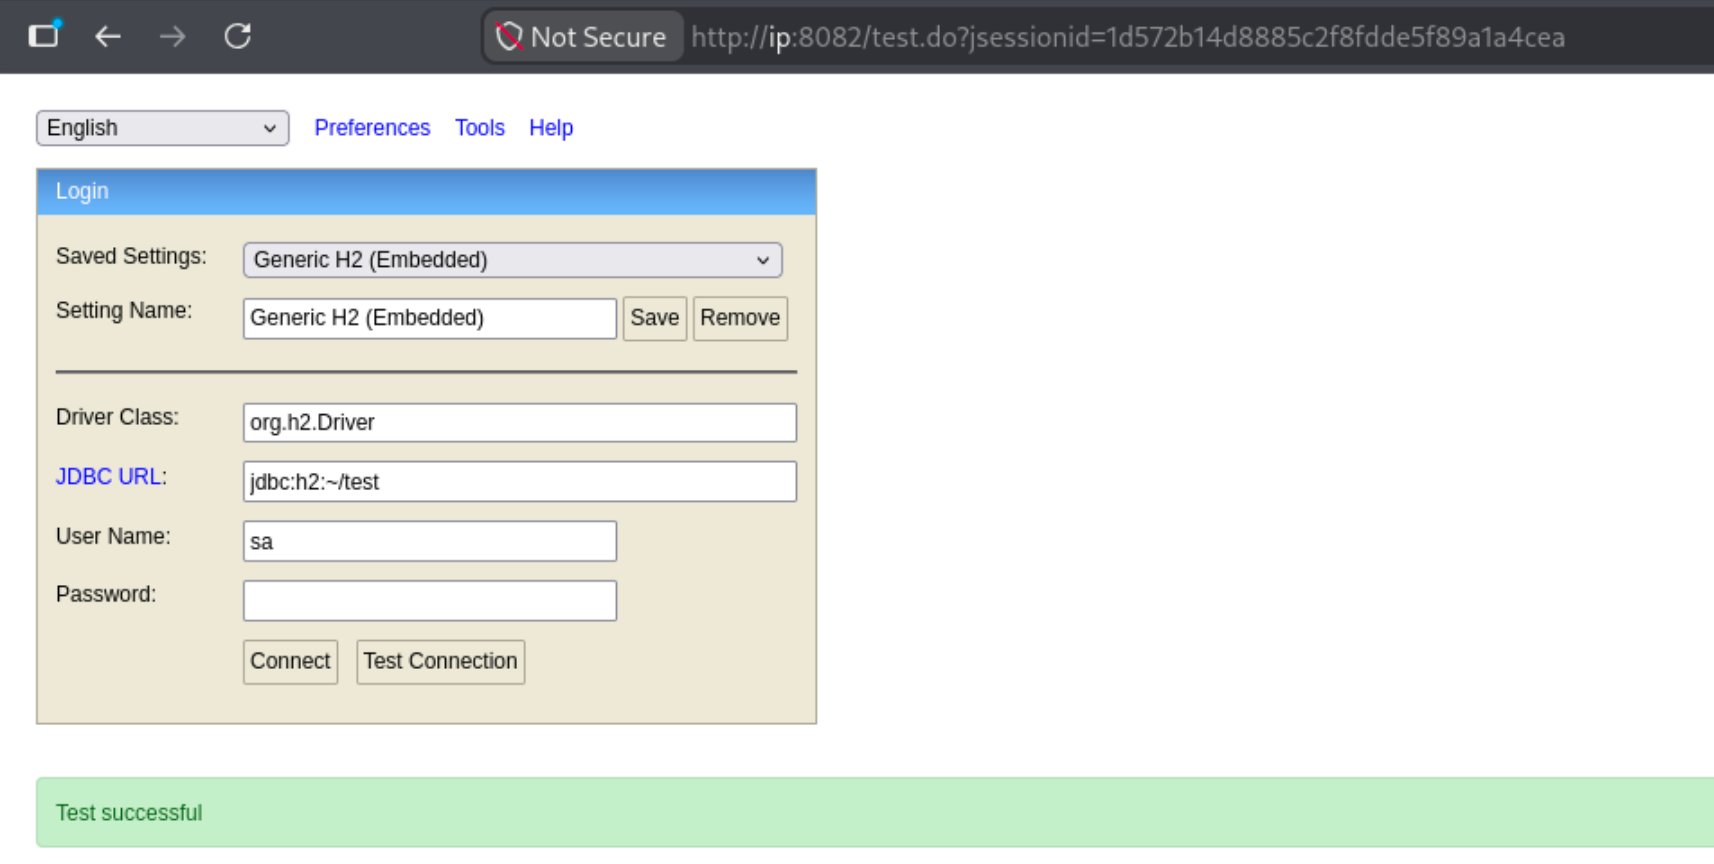 Not Secure http://ip:8082/test.do?jsessionid=1d572b14d8885c2f8fdde5f89a1a4cea
English Preferences Tools Help
Login
Saved Settings: Generic H2 (Embedded)
Setting Name: Generic H2 (Embedded) Save Remove
Driver Class: org.h2.Driver
JDBC URL: jdbc:h2:~/test
User Name: sa
Password:
Connect Test Connection
Test successful